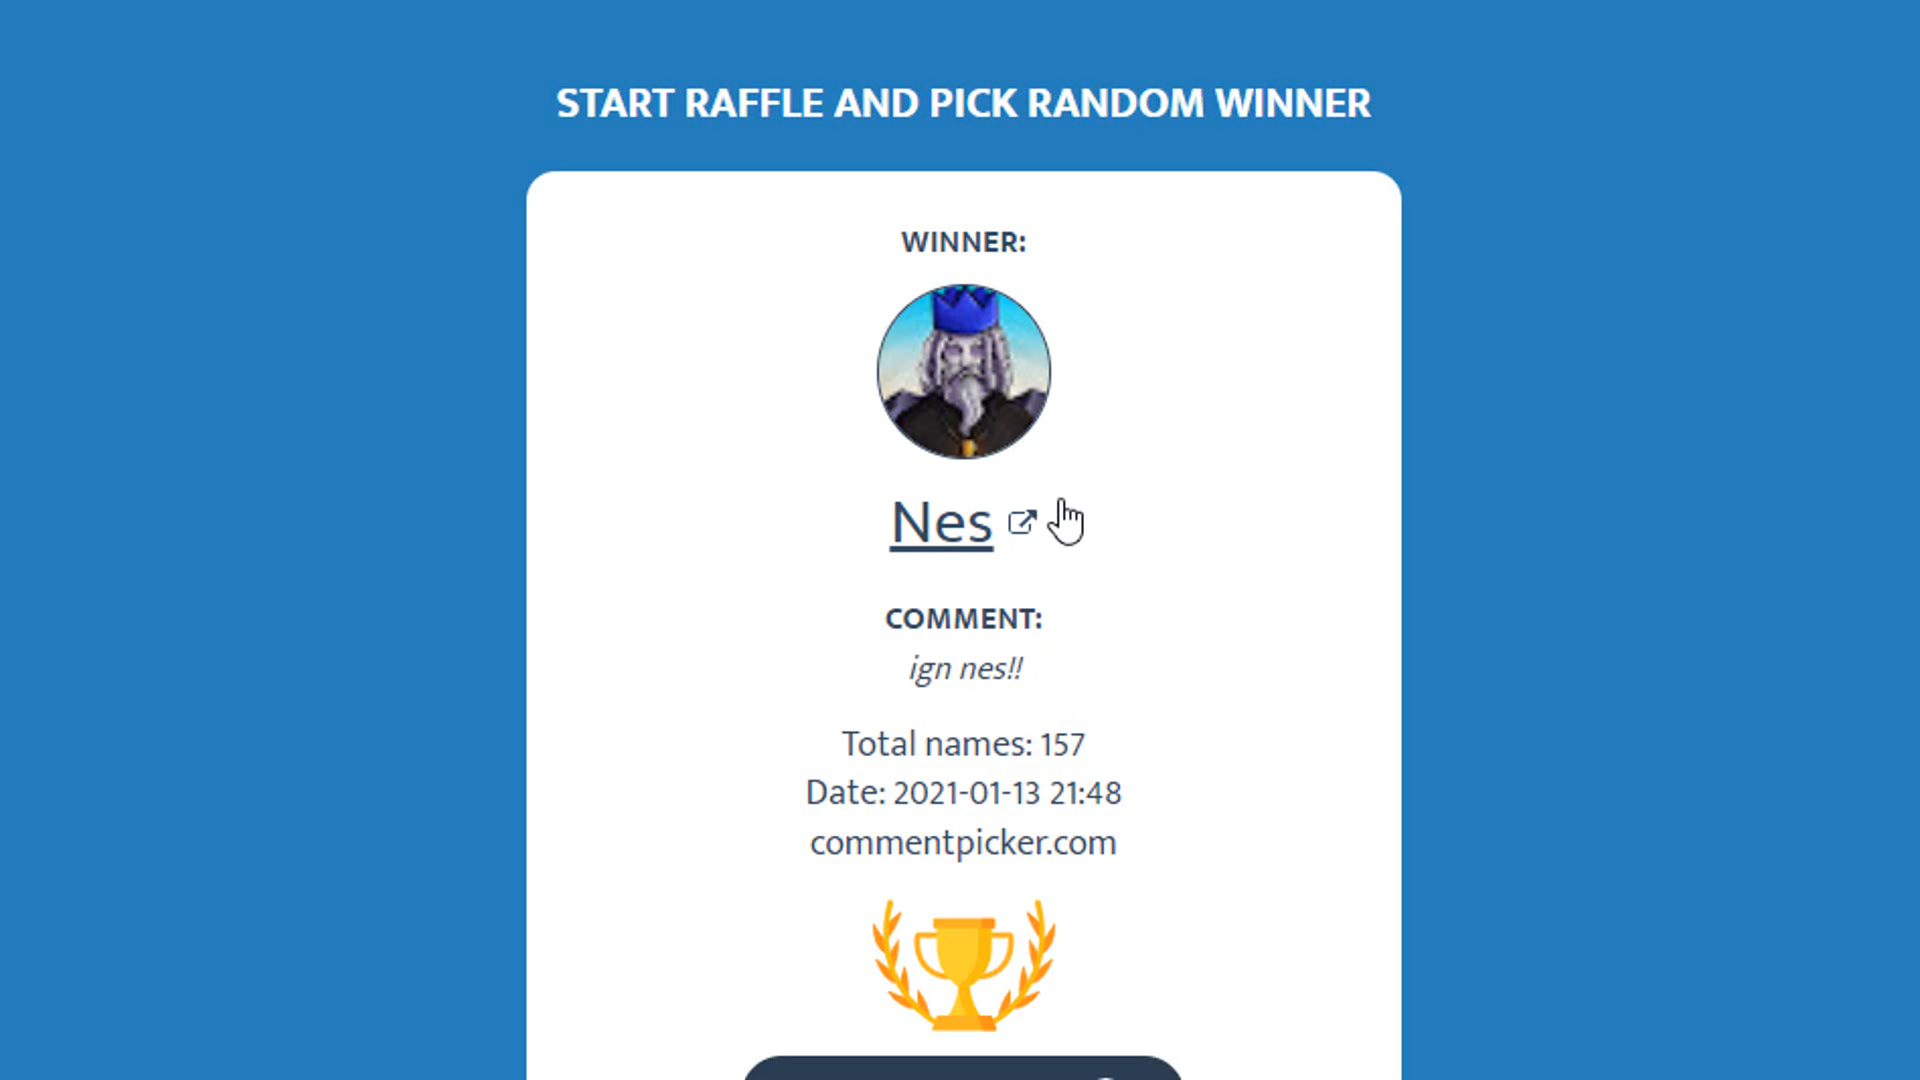 START RAFFLE AND PICK RANDOM WINNER
WINNER:
Nes
COMMENT:
ign nes!!
Total names: 157
Date: 2021-01-13 21:48
commentpicker.com